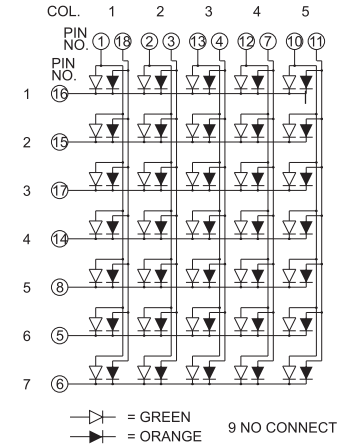 COL. 1 2 3 4 5
PIN NO. 1 18 2 3 13 4 12 7 10 11
PIN NO.
1 16
2 15
3 17
4 14
5 8
6 5
7 6
= GREEN
= ORANGE
9 NO CONNECT